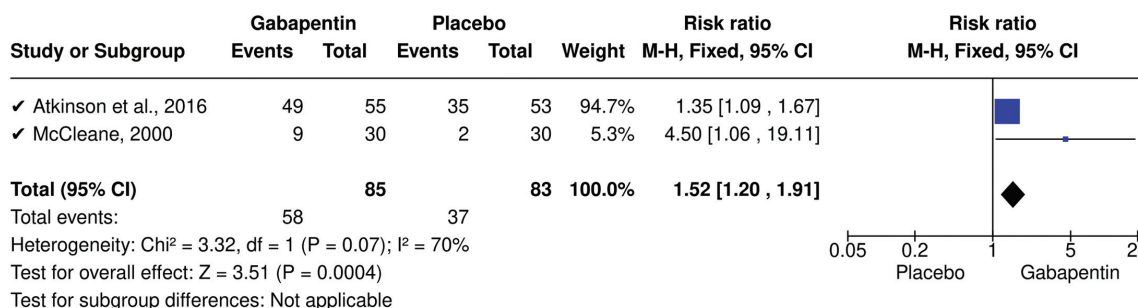 Gabapentin Placebo Risk ratio Risk ratio
Study or Subgroup Events Total Events Total Weight M-H, Fixed, 95% CI M-H, Fixed, 95% CI
✔ Atkinson et al., 2016 49 55 35 53 94.7% 1.35 [1.09 , 1.67]
✔ McCleane, 2000 9 30 2 30 5.3% 4.50 [1.06 , 19.11]
Total (95% CI) 85 83 100.0% 1.52 [1.20 , 1.91]
Total events: 58 37
Heterogeneity: Chi² = 3.32, df = 1 (P = 0.07); I² = 70%
0.05 0.2 1 5 2
Test for overall effect: Z = 3.51 (P = 0.0004)
Placebo Gabapentin
Test for subgroup differences: Not applicable